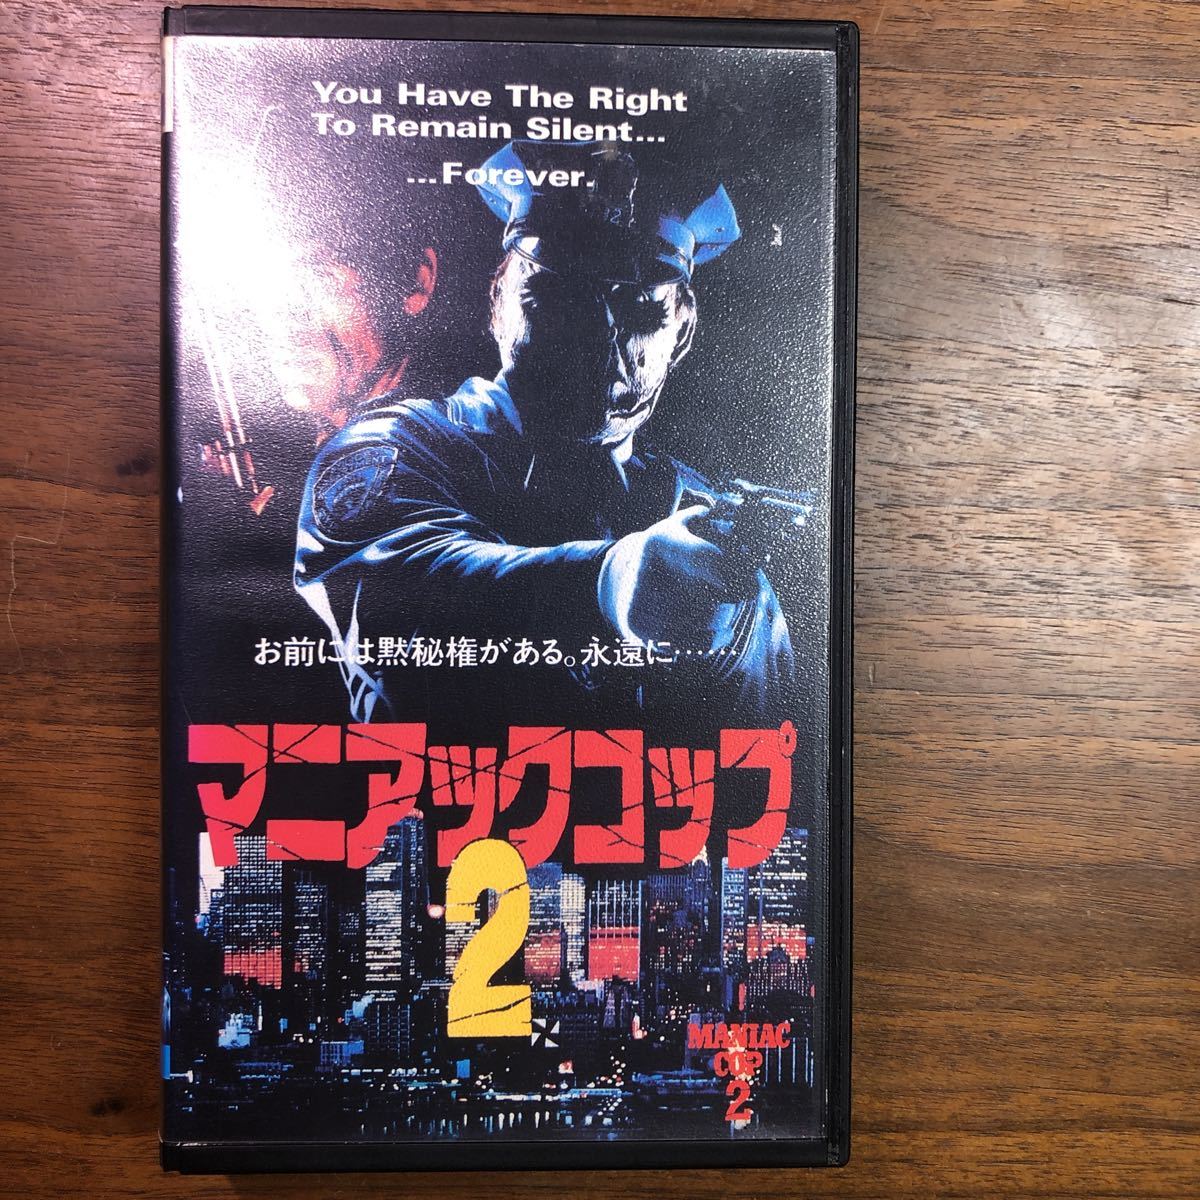 You Have The Right
To Remain Silent...
...Forever.
お前には黙秘権がある。永遠に……
マニアックコップ
2
MANIAC
COP
2